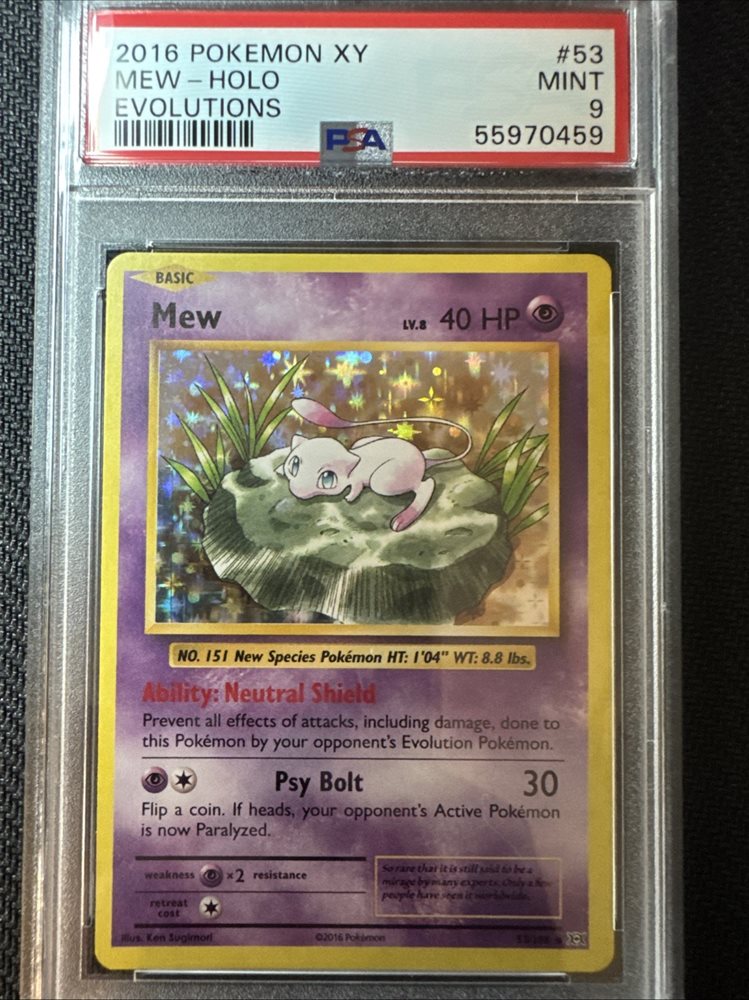 2016 POKEMON XY #53
MEW – HOLO MINT
EVOLUTIONS 9
PSA 55970459
BASIC
Mew LV.8 40 HP
NO. 151 New Species Pokémon HT: 1'04" WT: 8.8 lbs.
Ability: Neutral Shield
Prevent all effects of attacks, including damage, done to
this Pokémon by your opponent's Evolution Pokémon.
Psy Bolt 30
Flip a coin. If heads, your opponent's Active Pokémon
is now Paralyzed.
weakness ×2 resistance
So rare that it is still said to be a
mirage by many experts. Only a few
people have seen it worldwide.
retreat
cost
Illus. Ken Sugimori ©2016 Pokémon